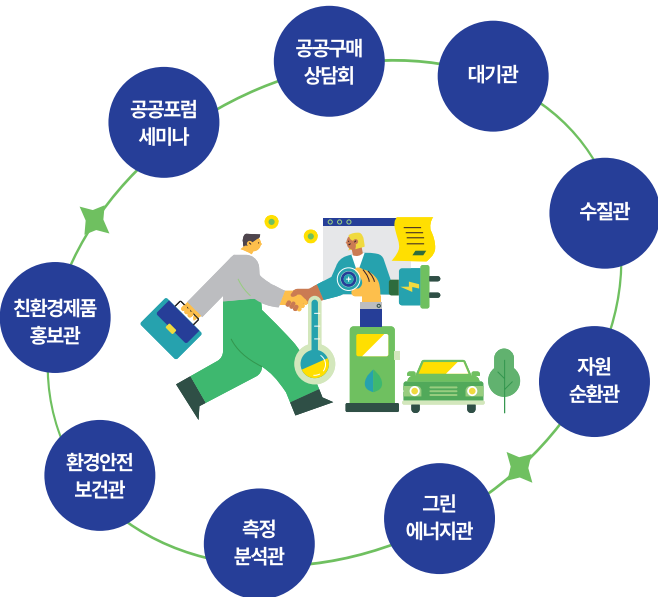 공공구매
상담회
대기관
수질관
자원
순환관
그린
에너지관
측정
분석관
환경안전
보건관
친환경제품
홍보관
공공포럼
세미나